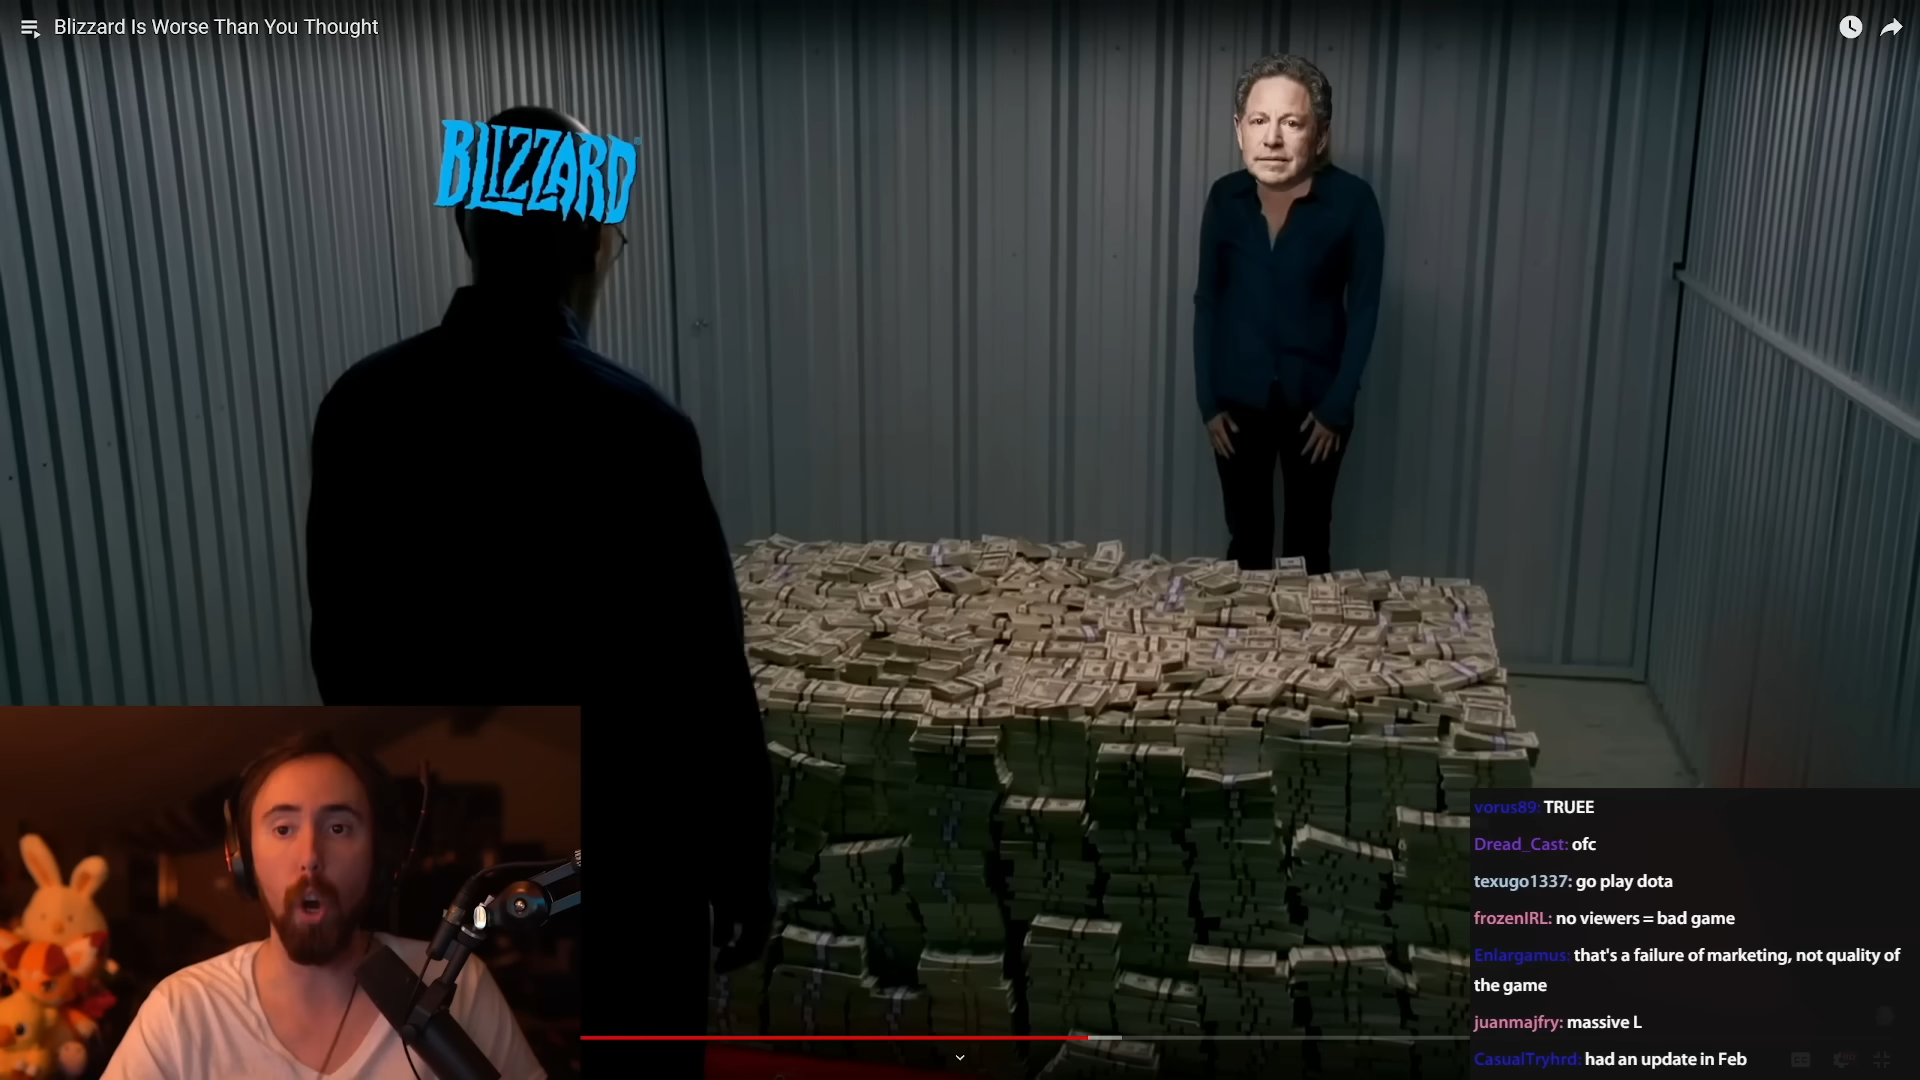 Blizzard Is Worse Than You Thought
BLIZZARD
vorus89: TRUEE
Dread_Cast: ofc
texugo1337: go play dota
frozenIRL: no viewers = bad game
Enlargamus: that's a failure of marketing, not quality of
the game
juanmajfry: massive L
CasualTryhrd: had an update in Feb